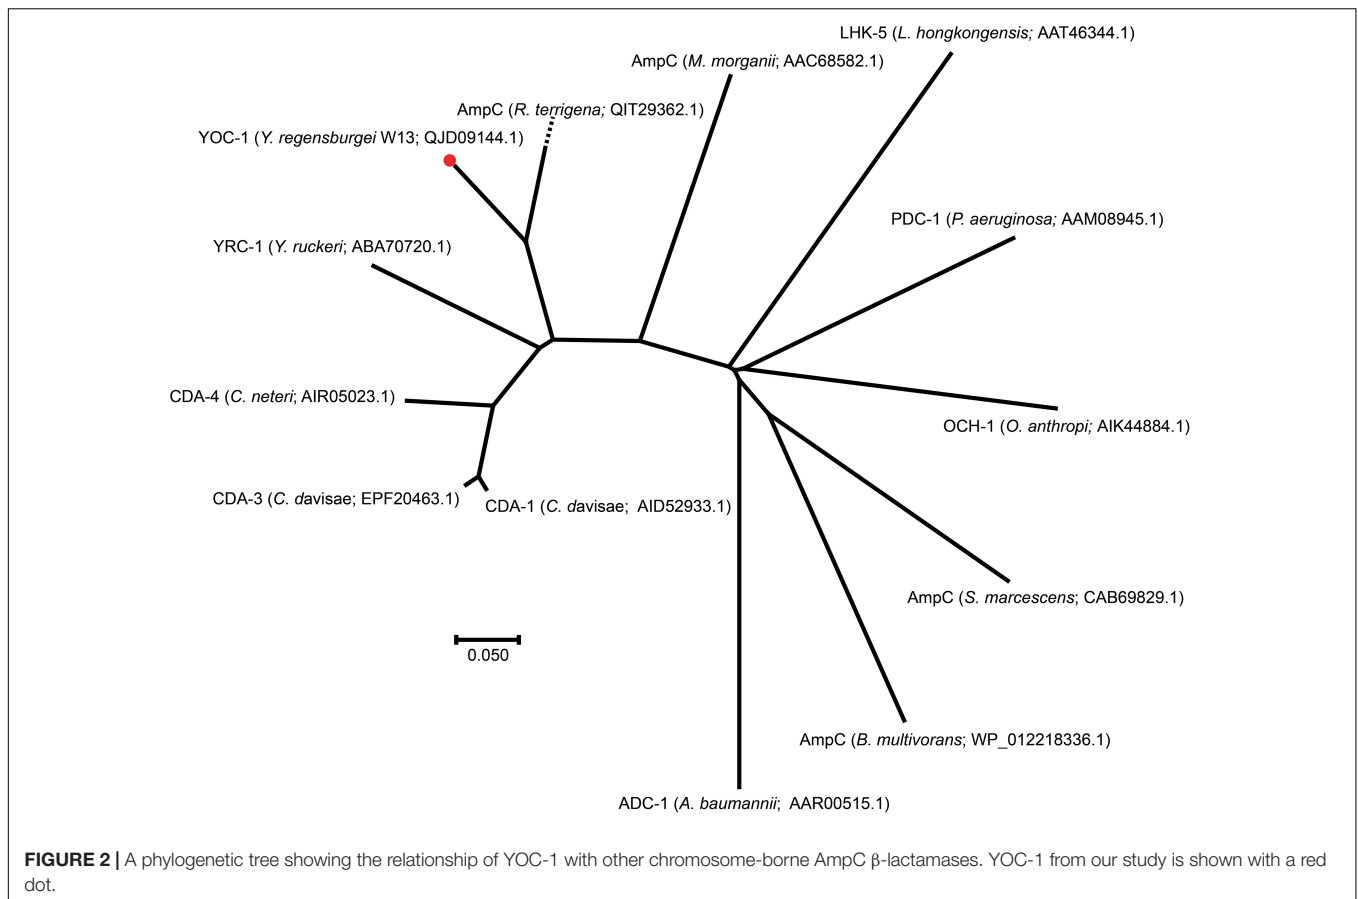 LHK-5 (L. hongkongensis; AAT46344.1)
AmpC (M. morganii; AAC68582.1)
AmpC (R. terrigena; QIT29362.1)
YOC-1 (Y. regensburgei W13; QJD09144.1)
PDC-1 (P. aeruginosa; AAM08945.1)
YRC-1 (Y. ruckeri; ABA70720.1)
CDA-4 (C. neteri; AIR05023.1)
OCH-1 (O. anthropi; AIK44884.1)
CDA-3 (C. davisae; EPF20463.1)
CDA-1 (C. davisae; AID52933.1)
AmpC (S. marcescens; CAB69829.1)
0.050
AmpC (B. multivorans; WP_012218336.1)
ADC-1 (A. baumannii; AAR00515.1)
FIGURE 2 | A phylogenetic tree showing the relationship of YOC-1 with other chromosome-borne AmpC β-lactamases. YOC-1 from our study is shown with a red
dot.